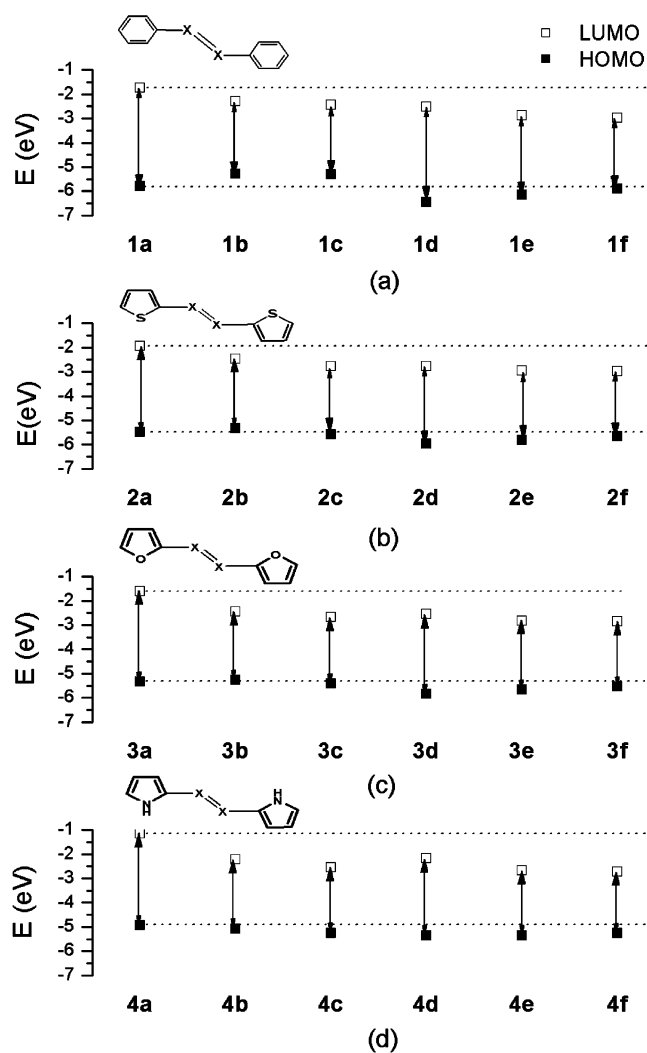 X
X
LUMO
HOMO
E (eV)
-1
-2
-3
-4
-5
-6
-7
1a 1b 1c 1d 1e 1f
(a)
S
X
X
S
E(eV)
-1
-2
-3
-4
-5
-6
-7
2a 2b 2c 2d 2e 2f
(b)
O
X
X
O
E (eV)
-1
-2
-3
-4
-5
-6
-7
3a 3b 3c 3d 3e 3f
(c)
N
H
X
X
H
N
E (eV)
-1
-2
-3
-4
-5
-6
-7
4a 4b 4c 4d 4e 4f
(d)